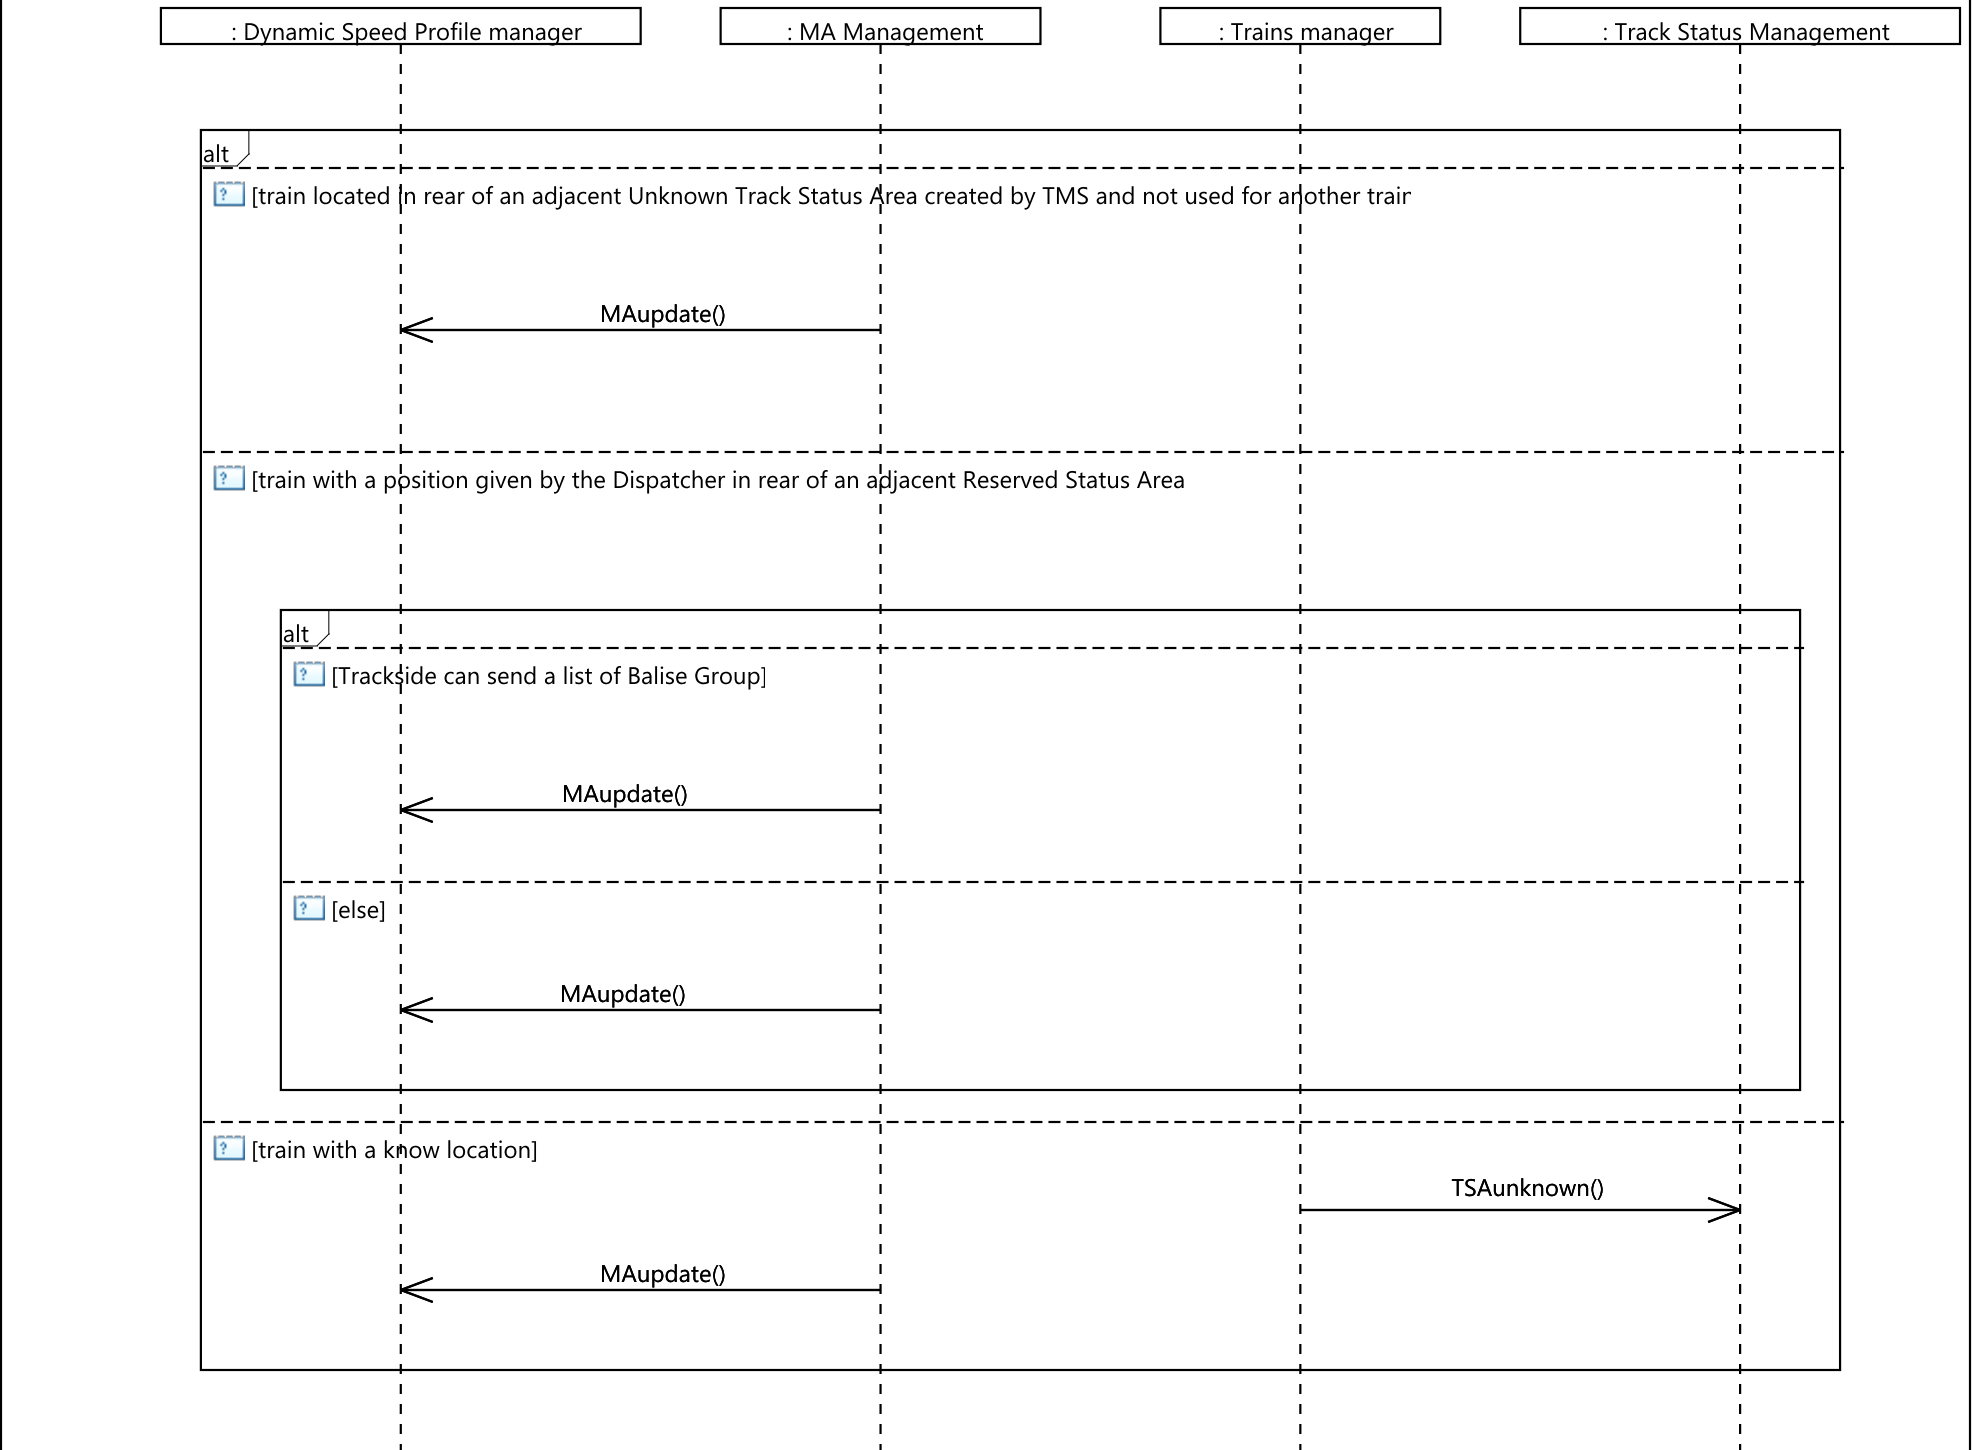 : Dynamic Speed Profile manager
: MA Management
: Trains manager
: Track Status Management
alt
[train located in rear of an adjacent Unknown Track Status Area created by TMS and not used for another train
MAupdate()
[train with a position given by the Dispatcher in rear of an adjacent Reserved Status Area
alt
[Trackside can send a list of Balise Group]
MAupdate()
[else]
MAupdate()
[train with a know location]
TSAunknown()
MAupdate()